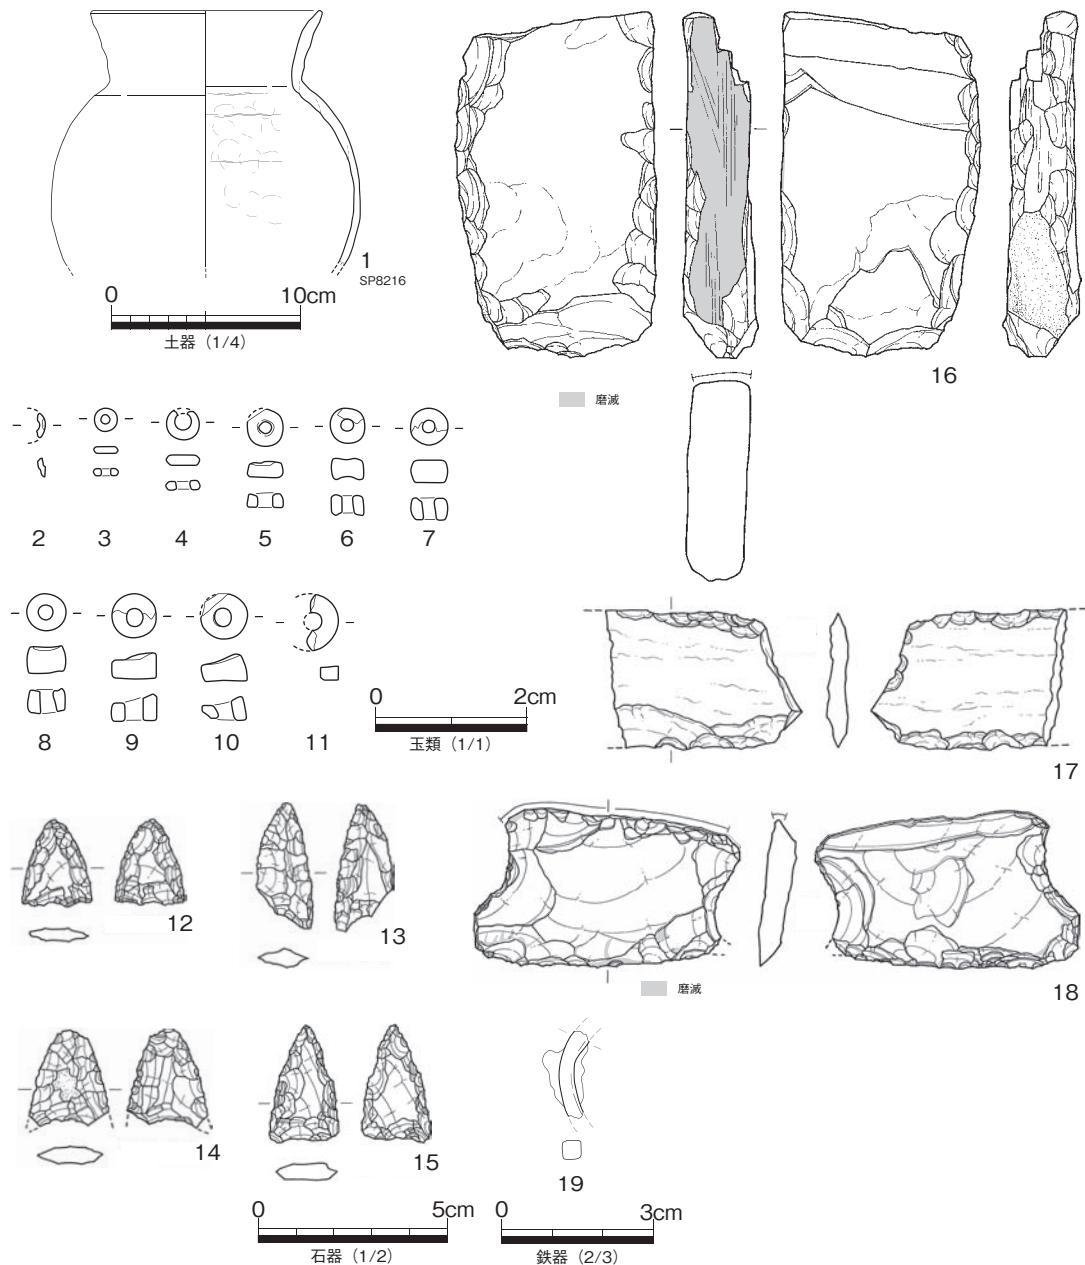 1
SP8216
0 10cm
土器（1/4）
16
磨滅
2 3 4 5 6 7
8 9 10 11
0 2cm
玉類（1/1）
17
12 13
磨滅
18
14 15
19
0 5cm
石器（1/2）
0 3cm
鉄器（2/3）